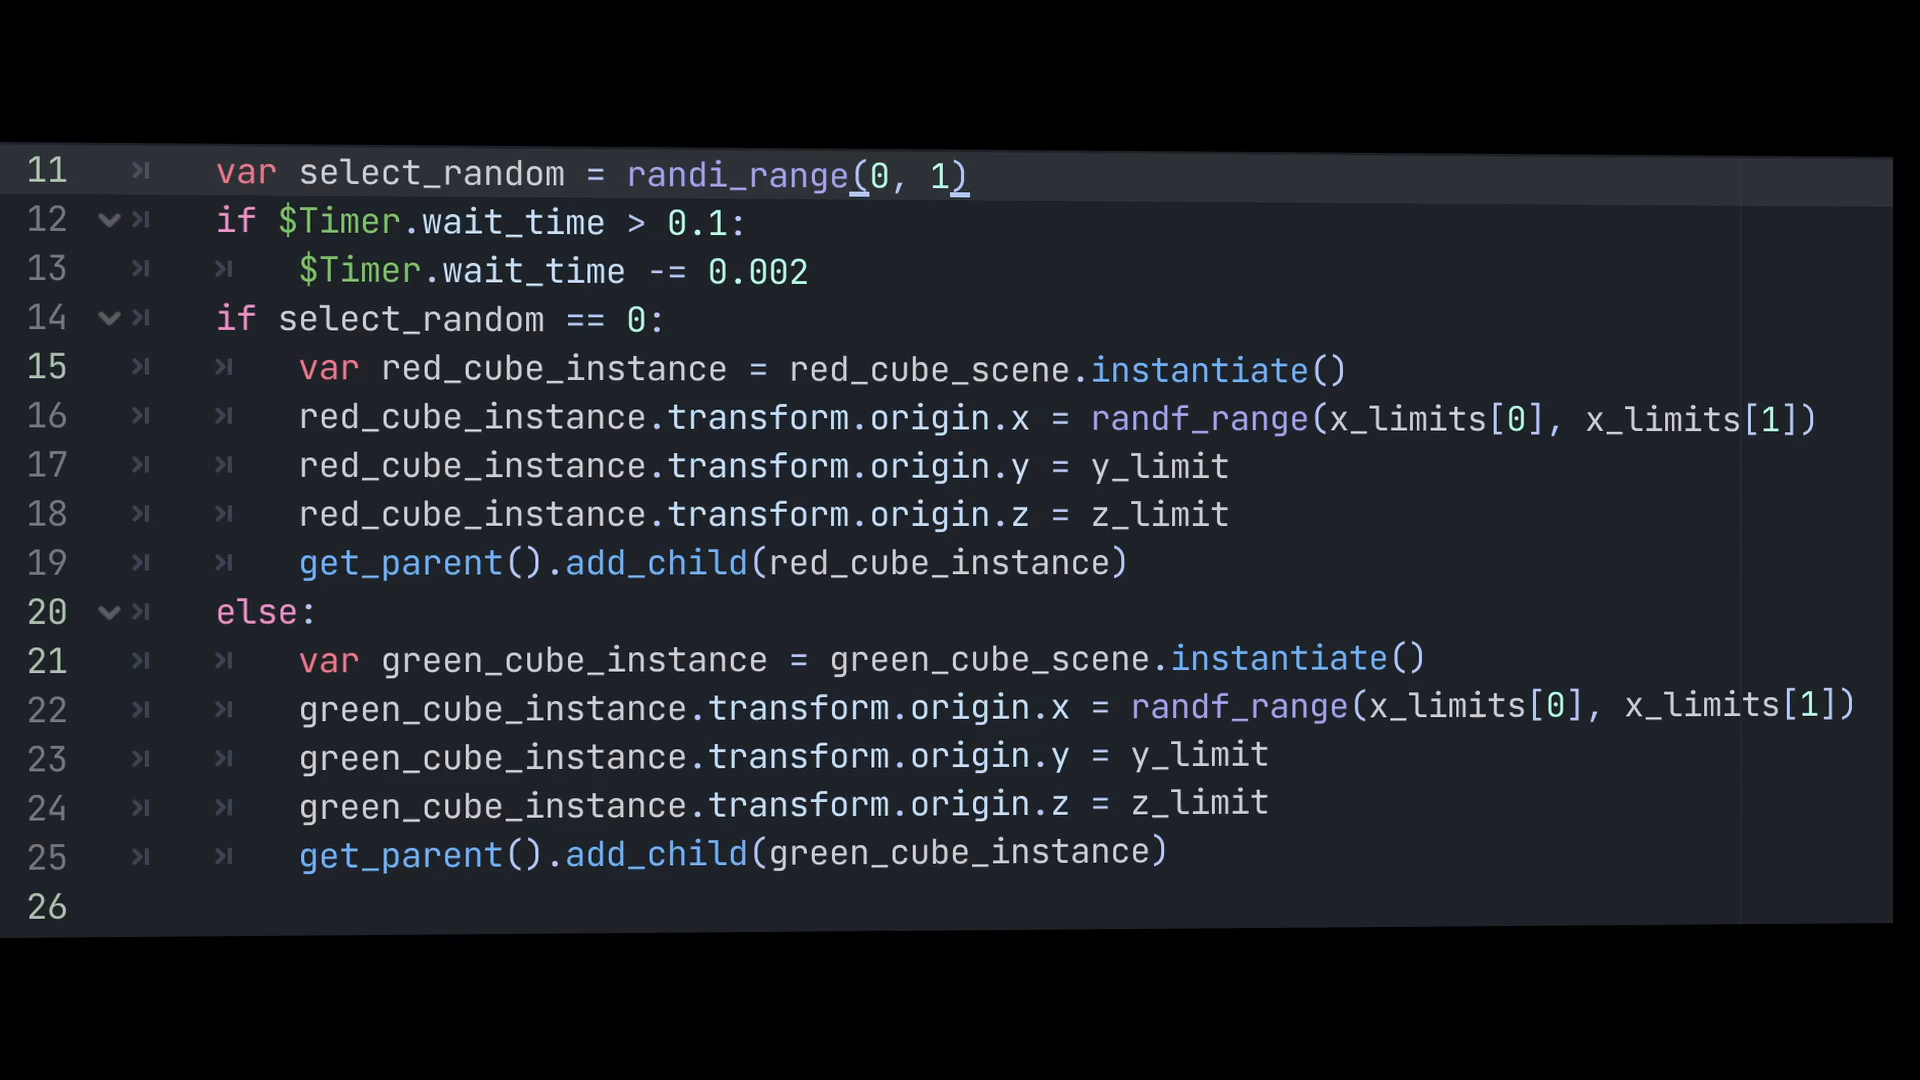 11 var select_random = randi_range(0, 1)
12 if $Timer.wait_time > 0.1:
13 $Timer.wait_time -= 0.002
14 if select_random == 0:
15 var red_cube_instance = red_cube_scene.instantiate()
16 red_cube_instance.transform.origin.x = randf_range(x_limits[0], x_limits[1])
17 red_cube_instance.transform.origin.y = y_limit
18 red_cube_instance.transform.origin.z = z_limit
19 get_parent().add_child(red_cube_instance)
20 else:
21 var green_cube_instance = green_cube_scene.instantiate()
22 green_cube_instance.transform.origin.x = randf_range(x_limits[0], x_limits[1])
23 green_cube_instance.transform.origin.y = y_limit
24 green_cube_instance.transform.origin.z = z_limit
25 get_parent().add_child(green_cube_instance)
26